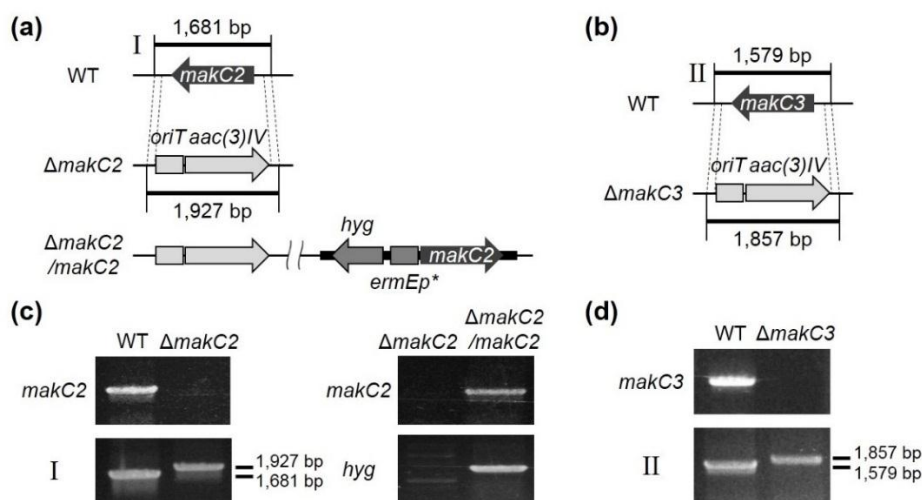 (a)
I
1,681 bp
WT
makC2
oriT aac(3)IV
ΔmakC2
1,927 bp
ΔmakC2
/makC2
hyg
makC2
ermEp*
(b)
II
1,579 bp
WT
makC3
oriT aac(3)IV
ΔmakC3
1,857 bp
(c)
WT ΔmakC2
makC2
I
1,927 bp
1,681 bp
ΔmakC2
ΔmakC2
/makC2
makC2
hyg
(d)
WT ΔmakC3
makC3
II
1,857 bp
1,579 bp